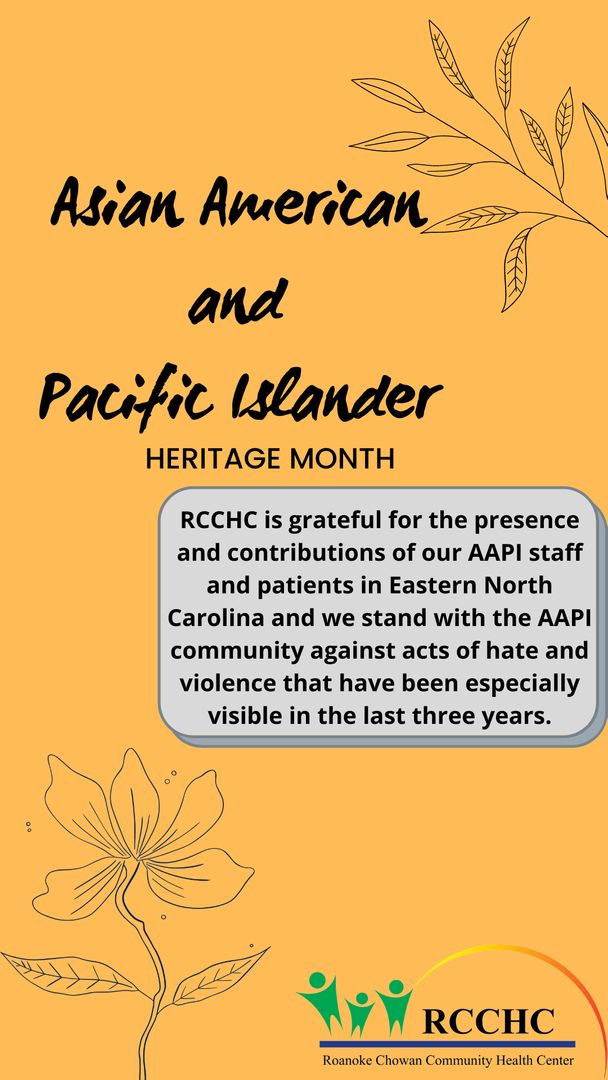 Asian American
and
Pacific Islander
HERITAGE MONTH
RCCHC is grateful for the presence
and contributions of our AAPI staff
and patients in Eastern North
Carolina and we stand with the AAPI
community against acts of hate and
violence that have been especially
visible in the last three years.
RCCHC
Roanoke Chowan Community Health Center